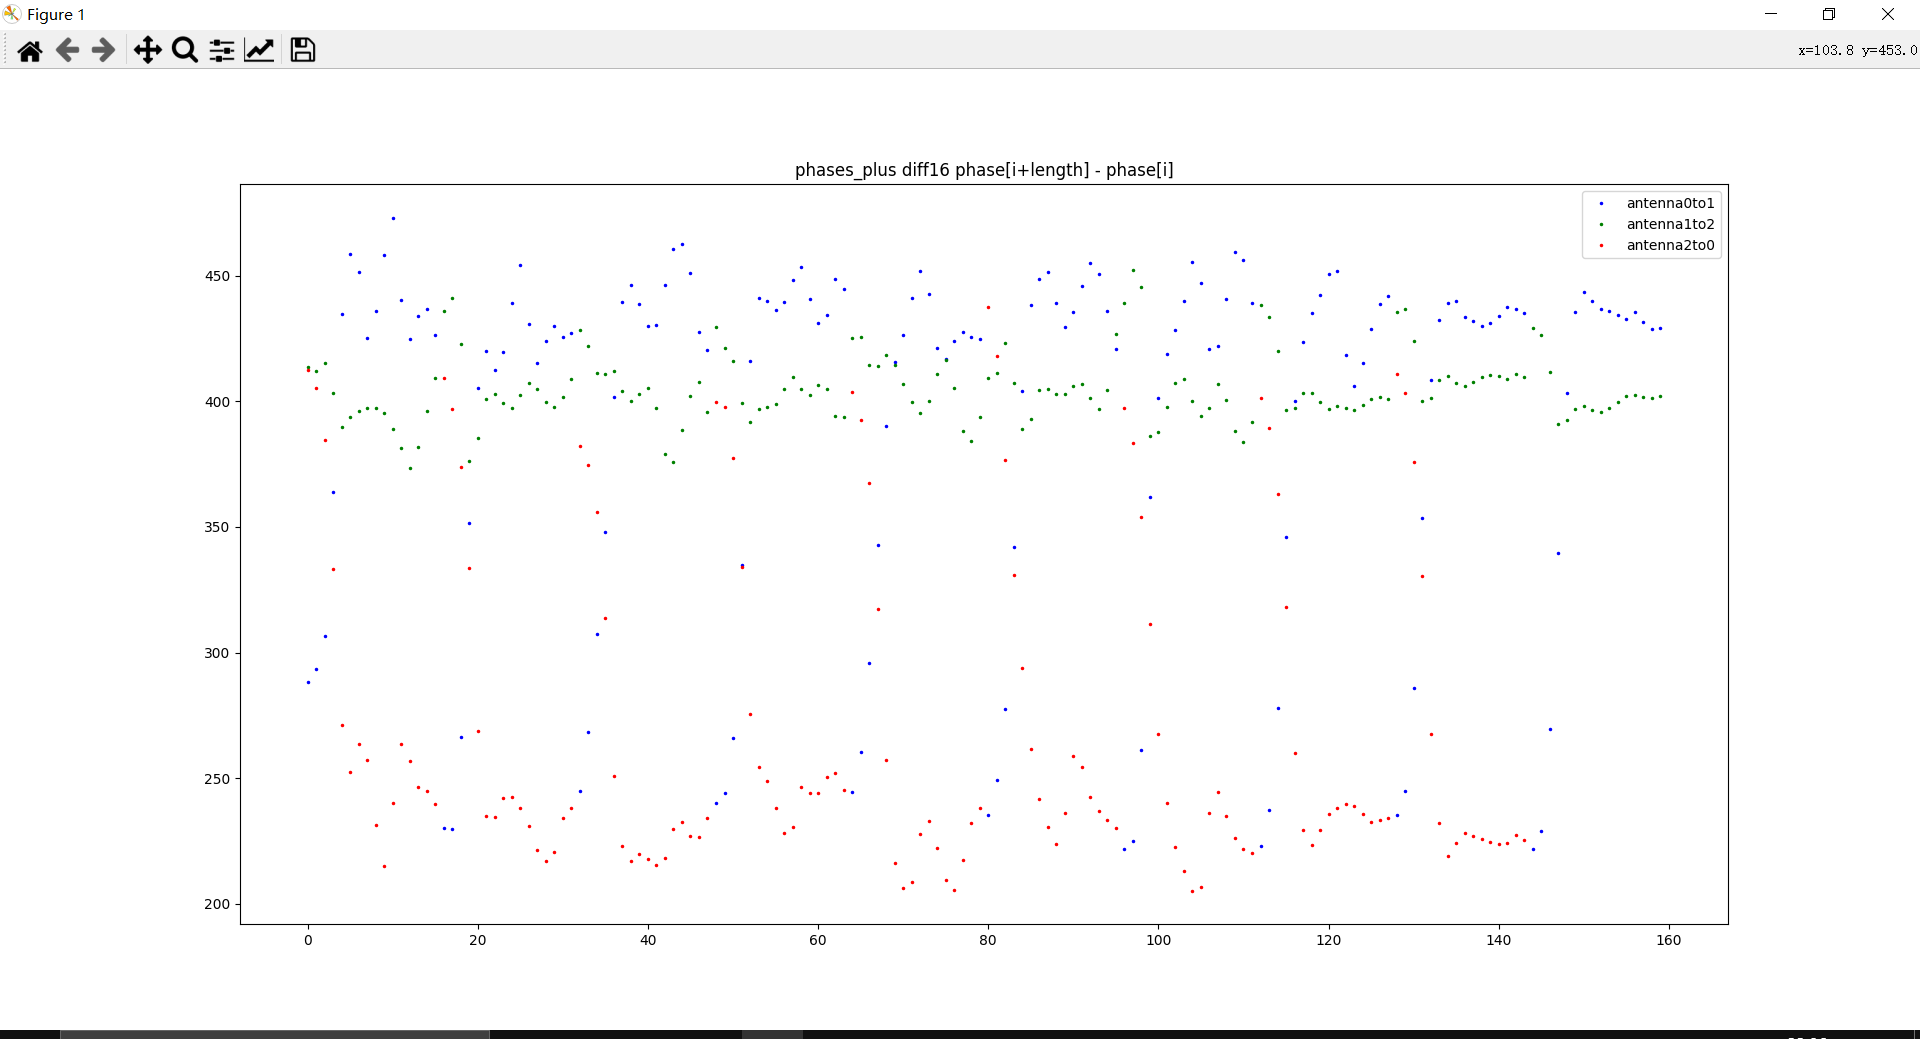 Figure 1
x=103.8 y=453.0
phases_plus diff16 phase[i+length] - phase[i]
antenna0to1
antenna1to2
antenna2to0
450
400
350
300
250
200
0 20 40 60 80 100 120 140 160